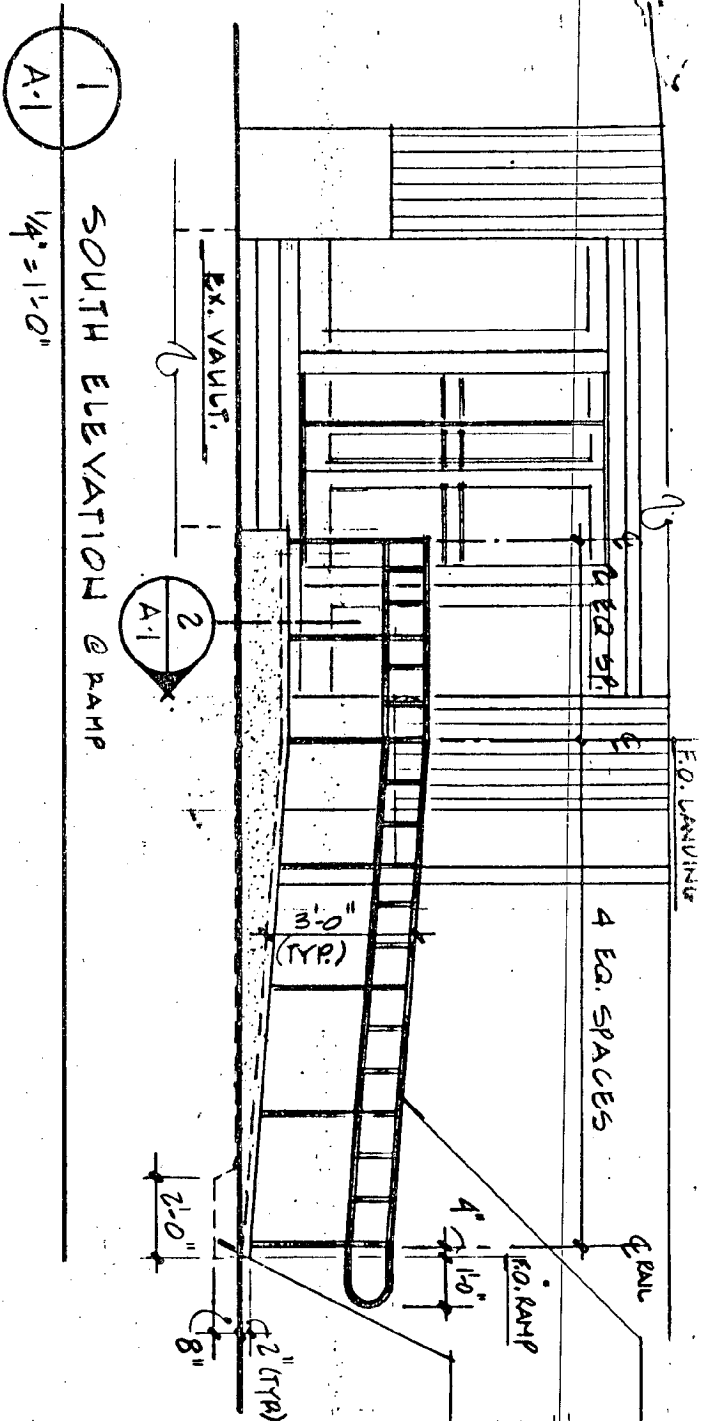 F.O. LANDING
℄
2 EQ SP.
℄
4 EQ. SPACES
℄ RAIL
F.O. RAMP
4"
1'-0"
3'-0"
(TYP.)
EX. VAULT.
2
A-1
2'-0"
2" (TYP.)
8"
1
A-1
SOUTH ELEVATION @ RAMP
1/4" = 1'-0"